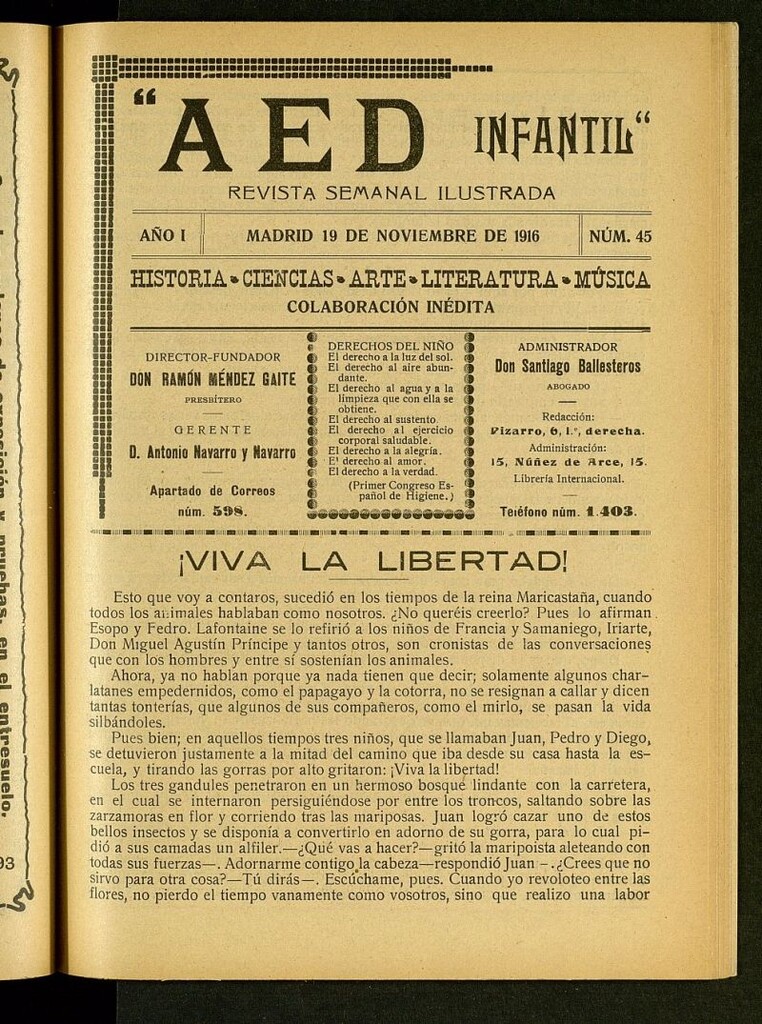 "AED INFANTIL"
REVISTA SEMANAL ILUSTRADA
AÑO I MADRID 19 DE NOVIEMBRE DE 1916 NÚM. 45
HISTORIA CIENCIAS ARTE LITERATURA MÚSICA
COLABORACIÓN INÉDITA
DIRECTOR-FUNDADOR
DON RAMÓN MÉNDEZ GAITE
PRESBÍTERO
GERENTE
D. Antonio Navarro y Navarro
Apartado de Correos
núm. 598.
DERECHOS DEL NIÑO
El derecho a la luz del sol.
El derecho al aire abun-
dante.
El derecho al agua y a la
limpieza que con ella se
obtiene.
El derecho al sustento.
El derecho al ejercicio
corporal saludable.
El derecho a la alegría.
E' derecho al amor.
El derecho a la verdad.
(Primer Congreso Es-
pañol de Higiene.)
ADMINISTRADOR
Don Santiago Ballesteros
ABOGADO
Redacción:
Pizarro, 6, 1.º, derecha.
Administración:
15, Núñez de Arce, 15.
Librería Internacional.
Teléfono núm. 1.403.
¡VIVA LA LIBERTAD!
Esto que voy a contaros, sucedió en los tiempos de la reina Maricastaña, cuando
todos los animales hablaban como nosotros. ¿No queréis creerlo? Pues lo afirman
Esopo y Fedro. Lafontaine se lo refirió a los niños de Francia y Samaniego, Iriarte,
Don Miguel Agustín Príncipe y tantos otros, son cronistas de las conversaciones
que con los hombres y entre sí sostenían los animales.
Ahora, ya no hablan porque ya nada tienen que decir; solamente algunos char-
latanes empedernidos, como el papagayo y la cotorra, no se resignan a callar y dicen
tantas tonterías, que algunos de sus compañeros, como el mirlo, se pasan la vida
silbándoles.
Pues bien; en aquellos tiempos tres niños, que se llamaban Juan, Pedro y Diego,
se detuvieron justamente a la mitad del camino que iba desde su casa hasta la es-
cuela, y tirando las gorras por alto gritaron: ¡Viva la libertad!
Los tres gandules penetraron en un hermoso bosque lindante con la carretera,
en el cual se internaron persiguiéndose por entre los troncos, saltando sobre las
zarzamoras en flor y corriendo tras las mariposas. Juan logró cazar uno de estos
bellos insectos y se disponía a convertirlo en adorno de su gorra, para lo cual pi-
dió a sus camadas un alfiler.—¿Qué vas a hacer?—gritó la maripoista aleteando con
todas sus fuerzas—. Adornarme contigo la cabeza—respondió Juan –. ¿Crees que no
sirvo para otra cosa?—Tú dirás—. Escúchame, pues. Cuando yo revoloteo entre las
flores, no pierdo el tiempo vanamente como vosotros, sino que realizo una labor
en el entresuelo.
93